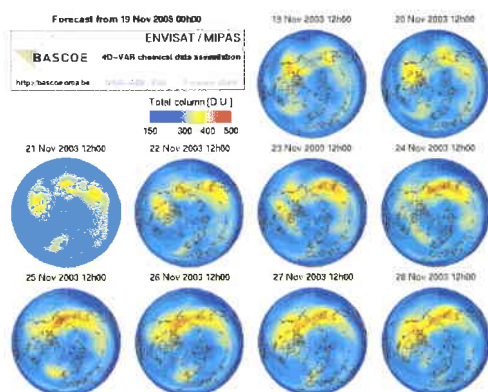 Forecast from 19 Nov 2003 00h00
ENVISAT / MIPAS
BASCOE
4D-VAR chemical data assimilation
http://bascoe.oma.be
Total column [D U]
150 300 400 500
19 Nov 2003 12h00
20 Nov 2003 12h00
21 Nov 2003 12h00
22 Nov 2003 12h00
23 Nov 2003 12h00
24 Nov 2003 12h00
25 Nov 2003 12h00
26 Nov 2003 12h00
27 Nov 2003 12h00
28 Nov 2003 12h00